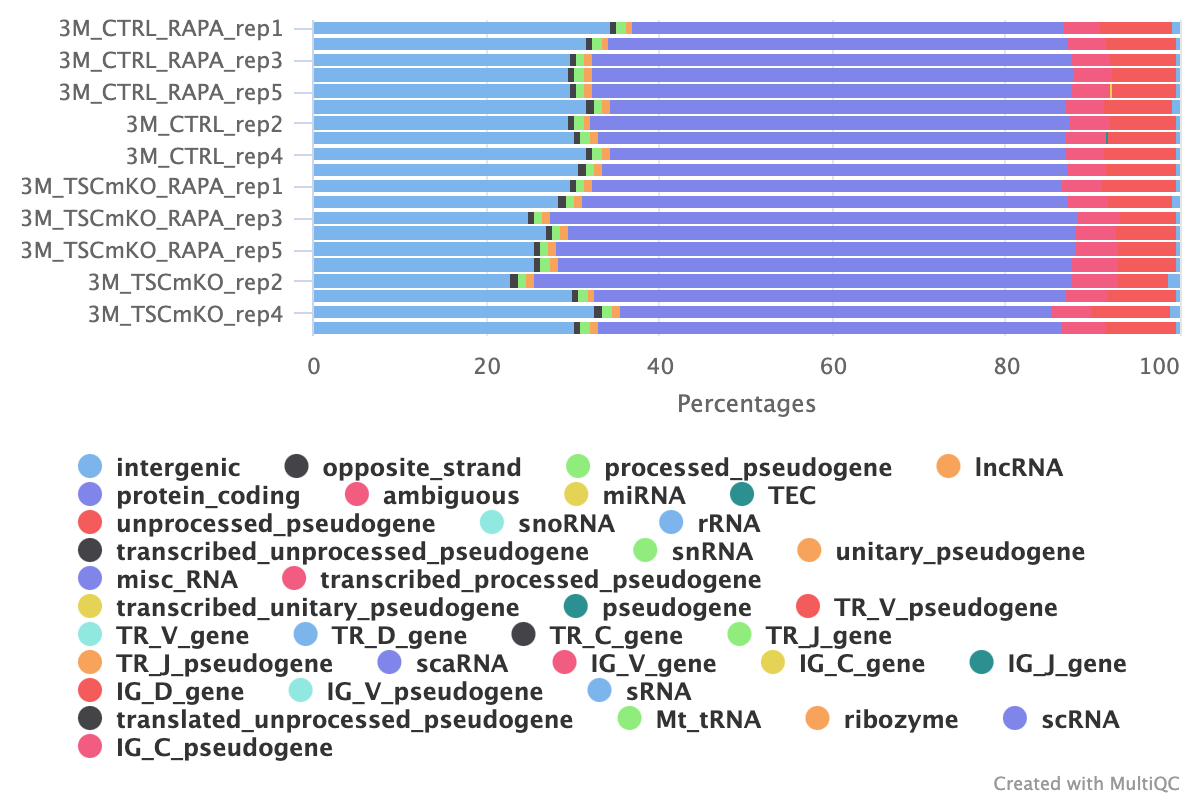 3M_CTRL_RAPA_rep1
3M_CTRL_RAPA_rep3
3M_CTRL_RAPA_rep5
3M_CTRL_rep2
3M_CTRL_rep4
3M_TSCmKO_RAPA_rep1
3M_TSCmKO_RAPA_rep3
3M_TSCmKO_RAPA_rep5
3M_TSCmKO_rep2
3M_TSCmKO_rep4
0 20 40 60 80 100
Percentages
intergenic opposite_strand processed_pseudogene lncRNA
protein_coding ambiguous miRNA TEC
unprocessed_pseudogene snoRNA rRNA
transcribed_unprocessed_pseudogene snRNA unitary_pseudogene
misc_RNA transcribed_processed_pseudogene
transcribed_unitary_pseudogene pseudogene TR_V_pseudogene
TR_V_gene TR_D_gene TR_C_gene TR_J_gene
TR_J_pseudogene scaRNA IG_V_gene IG_C_gene IG_J_gene
IG_D_gene IG_V_pseudogene sRNA
translated_unprocessed_pseudogene Mt_tRNA ribozyme scRNA
IG_C_pseudogene
Created with MultiQC